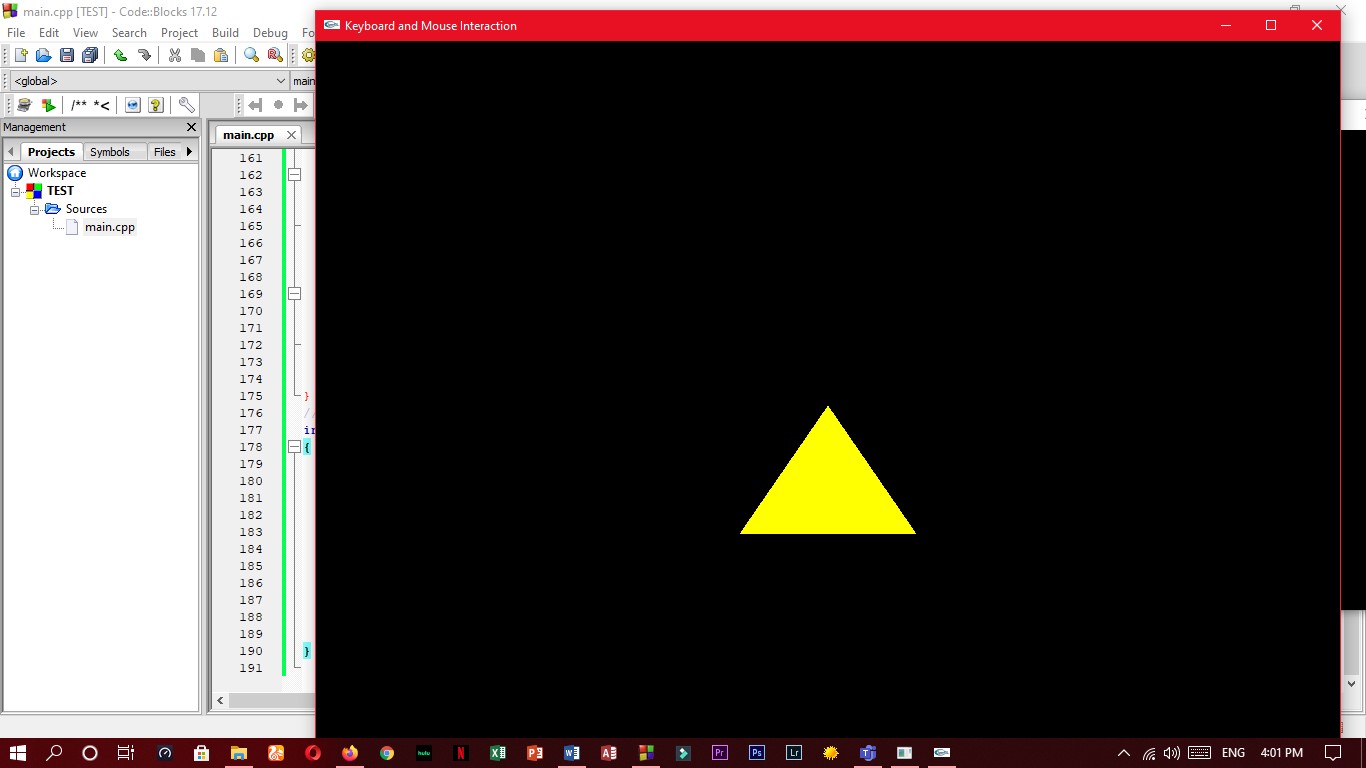 main.cpp [TEST] - Code::Blocks 17.12
Keyboard and Mouse Interaction
File Edit View Search Project Build Debug Fo
<global>
main
/** *<
Management
Projects Symbols Files
main.cpp
Workspace
TEST
Sources
main.cpp
161
162
163
164
165
166
167
168
169
170
171
172
173
174
175 }
176 //
177 in
178 {
179
180
181
182
183
184
185
186
187
188
189
190 }
191
hulu N Pr Ps Lr ENG 4:01 PM